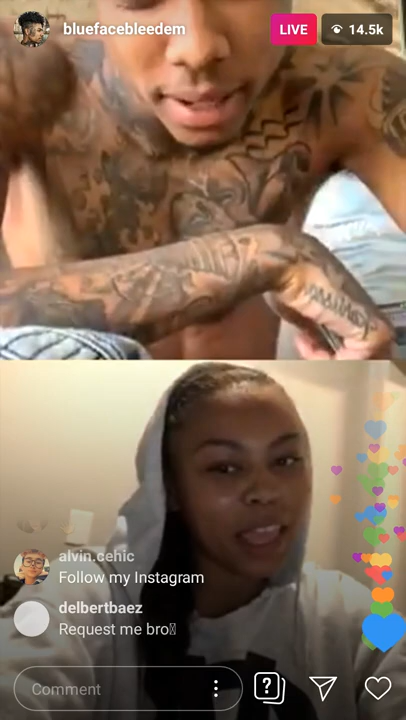 bluefacebleedem
LIVE
14.5k
alvin.cehic
Follow my Instagram
delbertbaez
Request me bro▯
Comment